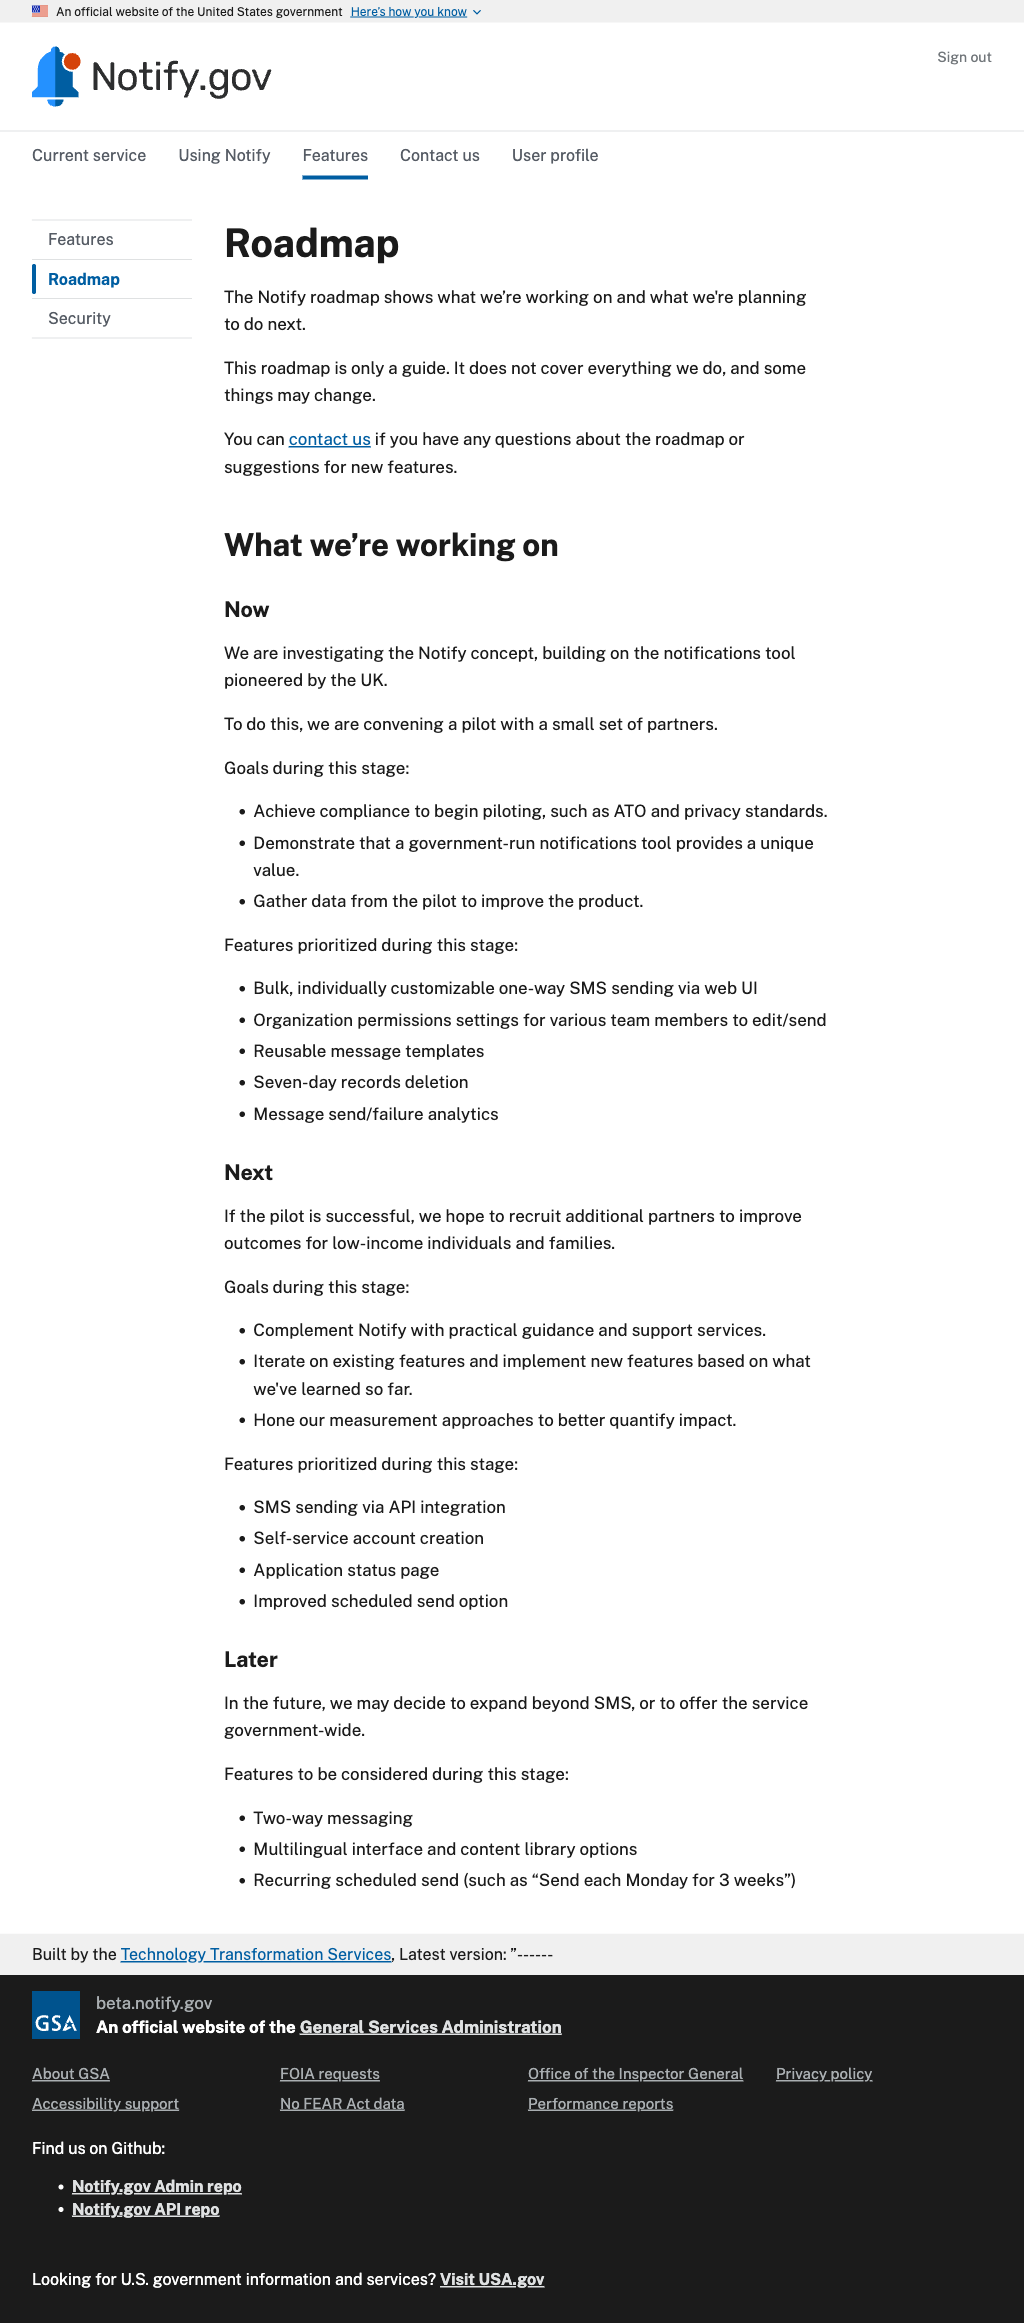 An official website of the United States government Here's how you know
Notify.gov
Sign out
Current service Using Notify Features Contact us User profile
Features
Roadmap
Security
Roadmap
The Notify roadmap shows what we’re working on and what we're planning
to do next.
This roadmap is only a guide. It does not cover everything we do, and some
things may change.
You can contact us if you have any questions about the roadmap or
suggestions for new features.
What we’re working on
Now
We are investigating the Notify concept, building on the notifications tool
pioneered by the UK.
To do this, we are convening a pilot with a small set of partners.
Goals during this stage:
• Achieve compliance to begin piloting, such as ATO and privacy standards.
• Demonstrate that a government-run notifications tool provides a unique
value.
• Gather data from the pilot to improve the product.
Features prioritized during this stage:
• Bulk, individually customizable one-way SMS sending via web UI
• Organization permissions settings for various team members to edit/send
• Reusable message templates
• Seven-day records deletion
• Message send/failure analytics
Next
If the pilot is successful, we hope to recruit additional partners to improve
outcomes for low-income individuals and families.
Goals during this stage:
• Complement Notify with practical guidance and support services.
• Iterate on existing features and implement new features based on what
we've learned so far.
• Hone our measurement approaches to better quantify impact.
Features prioritized during this stage:
• SMS sending via API integration
• Self-service account creation
• Application status page
• Improved scheduled send option
Later
In the future, we may decide to expand beyond SMS, or to offer the service
government-wide.
Features to be considered during this stage:
• Two-way messaging
• Multilingual interface and content library options
• Recurring scheduled send (such as “Send each Monday for 3 weeks”)
Built by the Technology Transformation Services, Latest version: ”------
GSA
beta.notify.gov
An official website of the General Services Administration
About GSA FOIA requests Office of the Inspector General Privacy policy
Accessibility support No FEAR Act data Performance reports
Find us on Github:
• Notify.gov Admin repo
• Notify.gov API repo
Looking for U.S. government information and services? Visit USA.gov